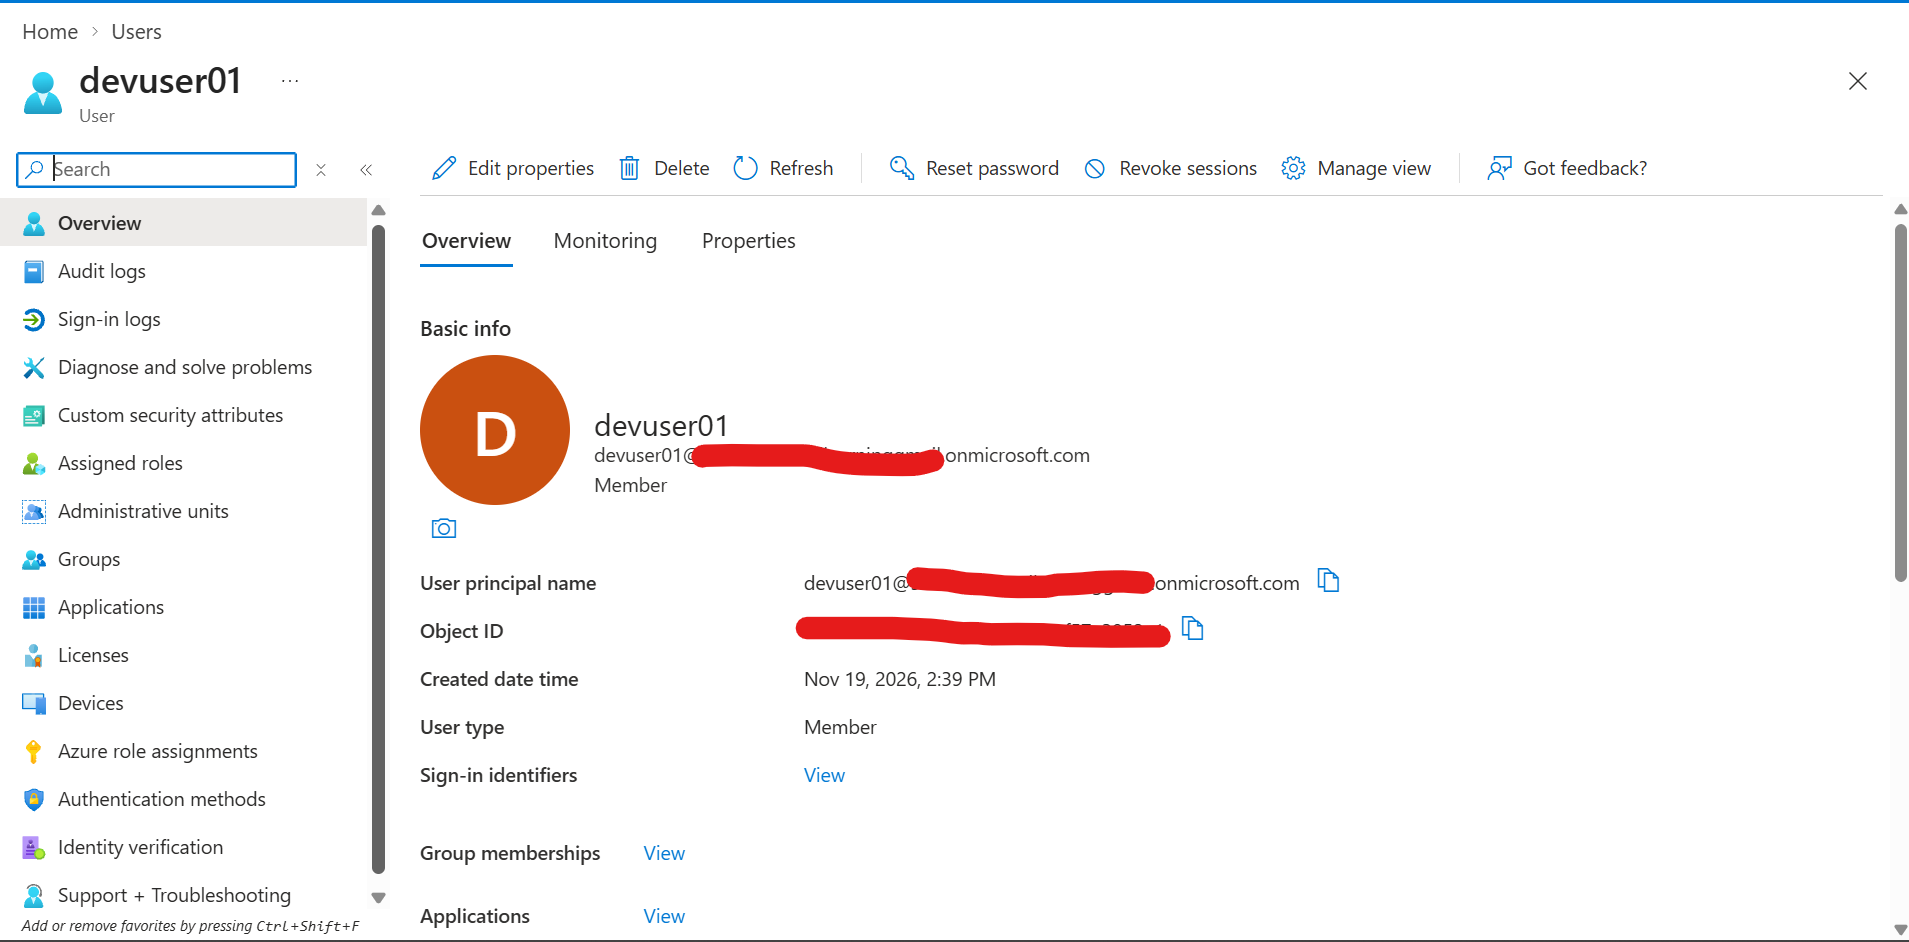 Home > Users
devuser01 ...
User
Search
Edit properties Delete Refresh Reset password Revoke sessions Manage view Got feedback?
Overview
Audit logs
Sign-in logs
Diagnose and solve problems
Custom security attributes
Assigned roles
Administrative units
Groups
Applications
Licenses
Devices
Azure role assignments
Authentication methods
Identity verification
Support + Troubleshooting
Add or remove favorites by pressing Ctrl+Shift+F
Overview Monitoring Properties
Basic info
D
devuser01
devuser01@ onmicrosoft.com
Member
User principal name devuser01@ onmicrosoft.com
Object ID
Created date time Nov 19, 2026, 2:39 PM
User type Member
Sign-in identifiers View
Group memberships View
Applications View